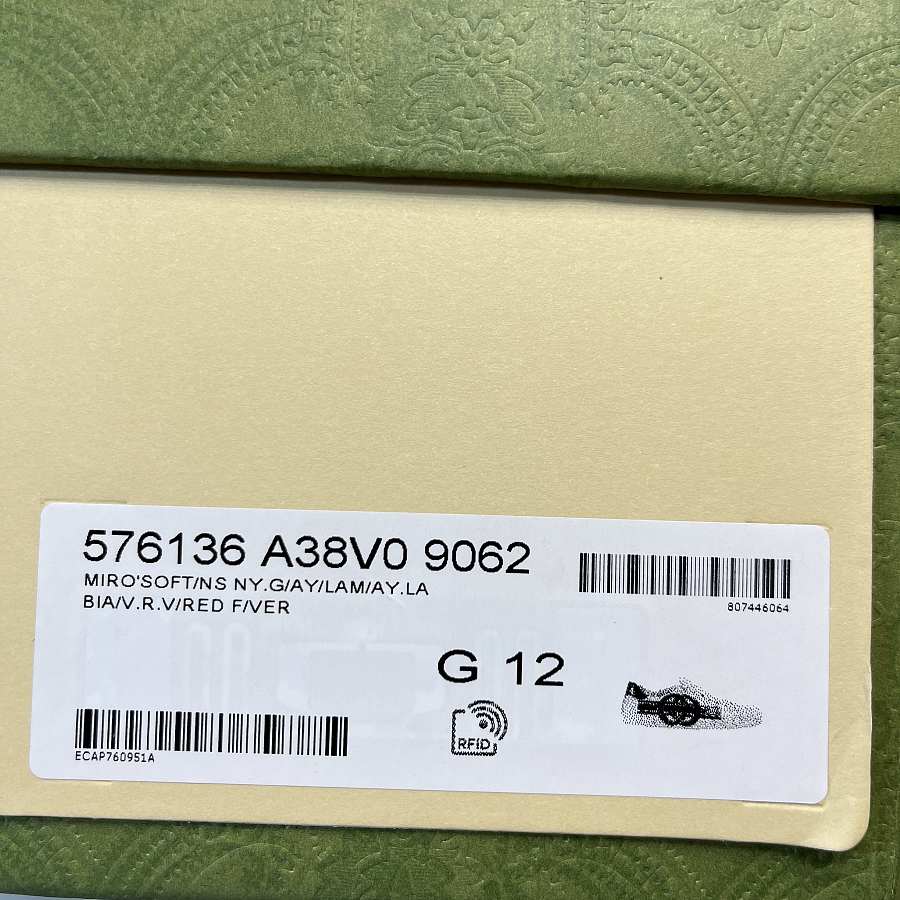 576136 A38V0 9062
MIRO'SOFT/NS NY.G/AY/LAM/AY.LA
BIA/V.R.V/RED F/VER
807446064
G 12
RFID
ECAP760951A